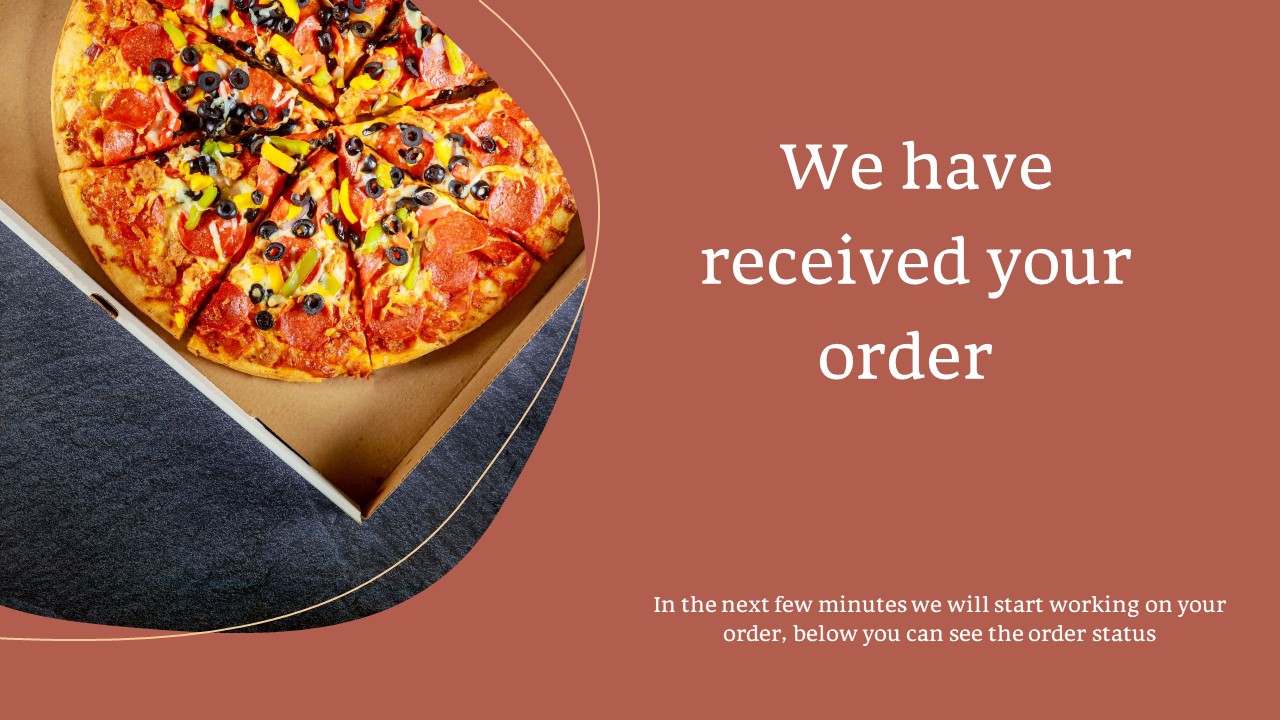 We have
received your
order
In the next few minutes we will start working on your
order, below you can see the order status